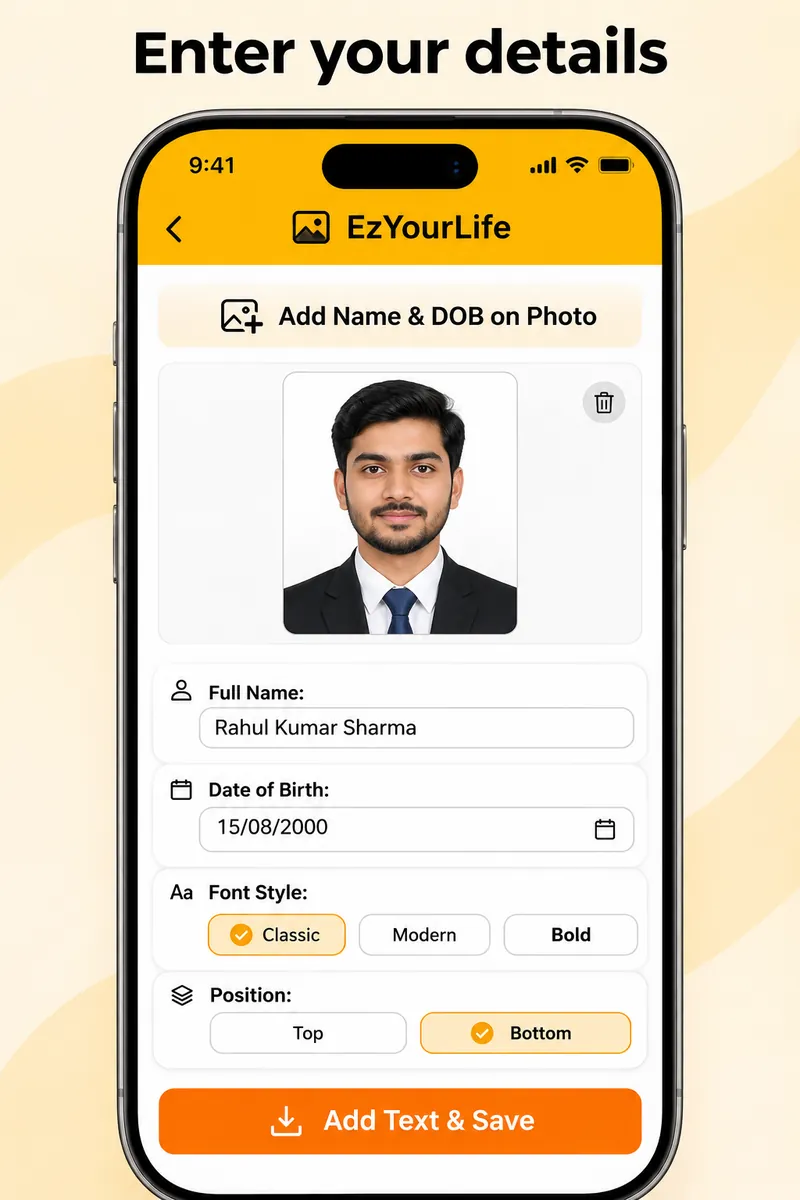 Enter your details
9:41
EzYourLife
Add Name & DOB on Photo
Full Name:
Rahul Kumar Sharma
Date of Birth:
15/08/2000
Aa Font Style:
Classic Modern Bold
Position:
Top Bottom
Add Text & Save